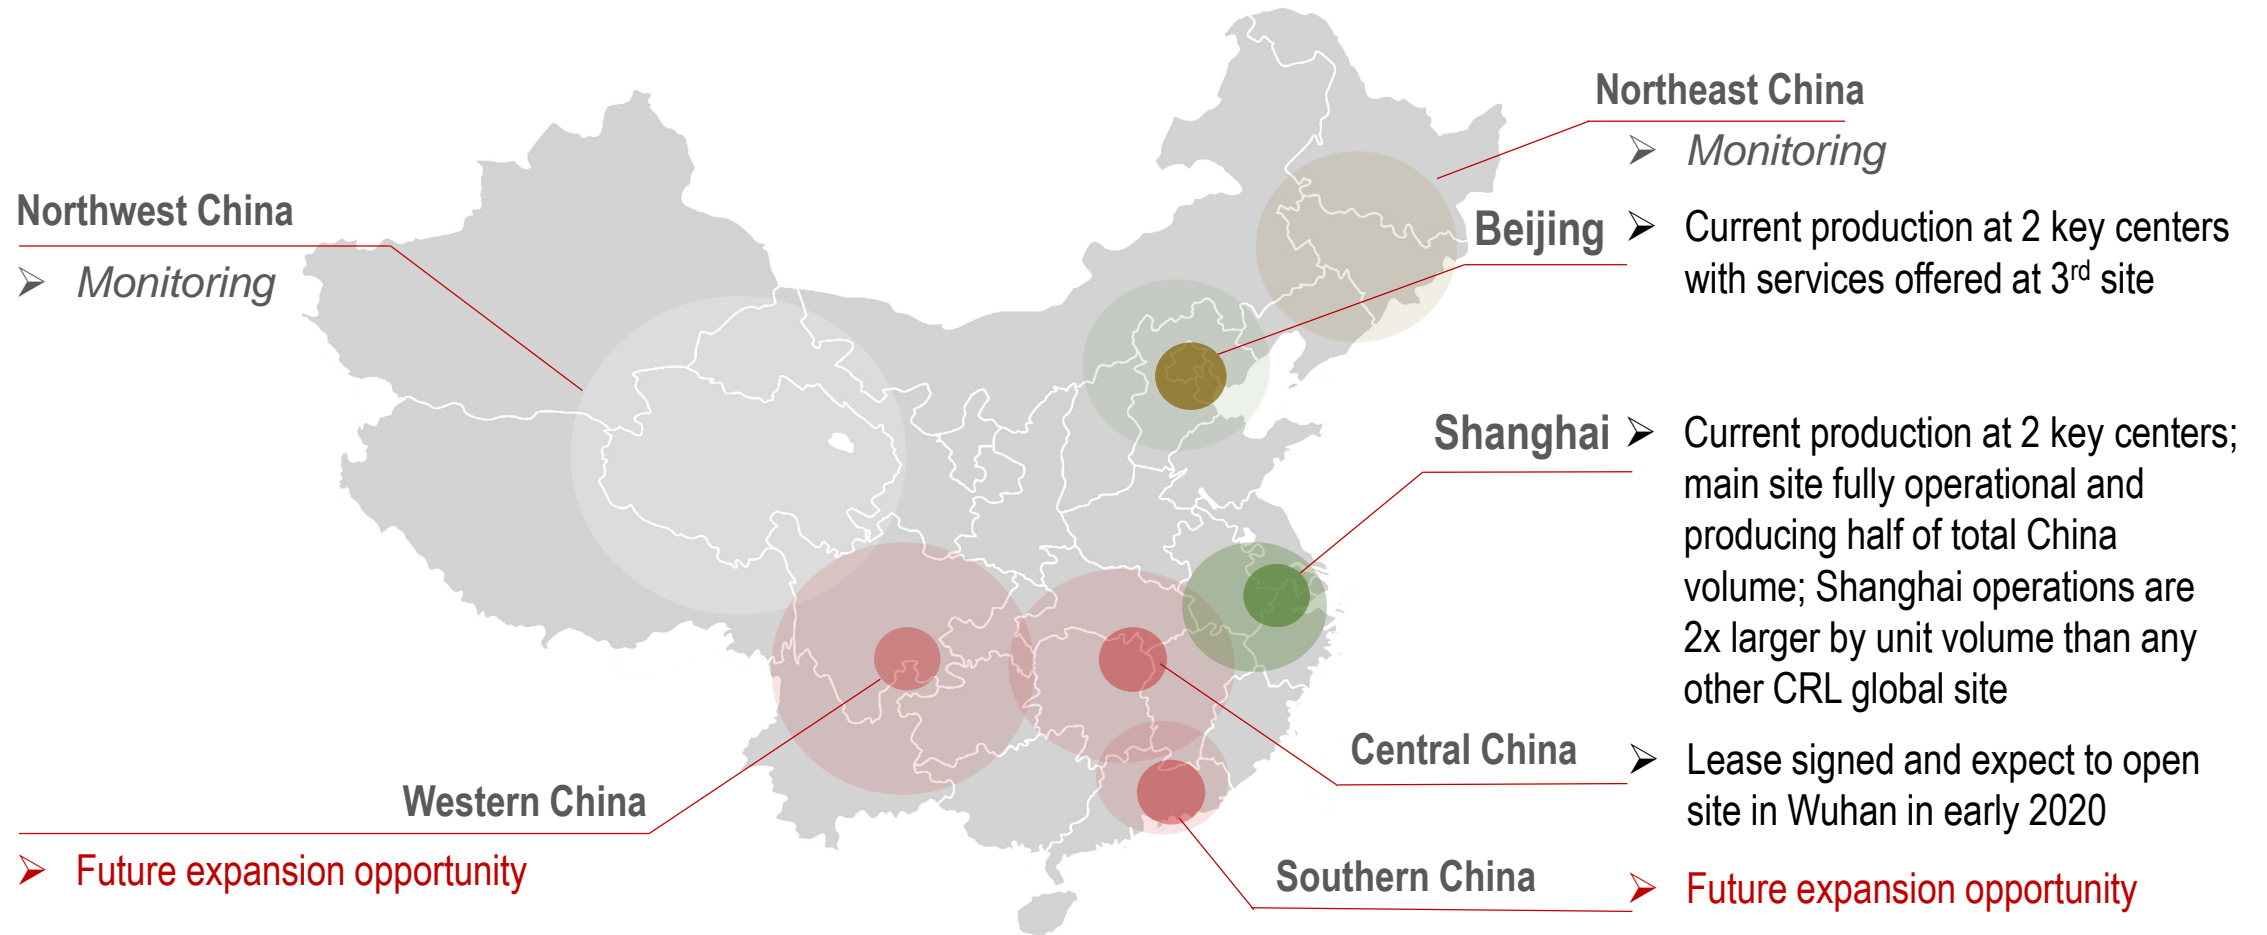 Northeast China
➢ Monitoring
Northwest China
➢ Monitoring
Beijing
➢ Current production at 2 key centers
with services offered at 3rd site
Shanghai
➢ Current production at 2 key centers;
main site fully operational and
producing half of total China
volume; Shanghai operations are
2x larger by unit volume than any
other CRL global site
Central China
➢ Lease signed and expect to open
site in Wuhan in early 2020
Western China
➢ Future expansion opportunity
Southern China
➢ Future expansion opportunity